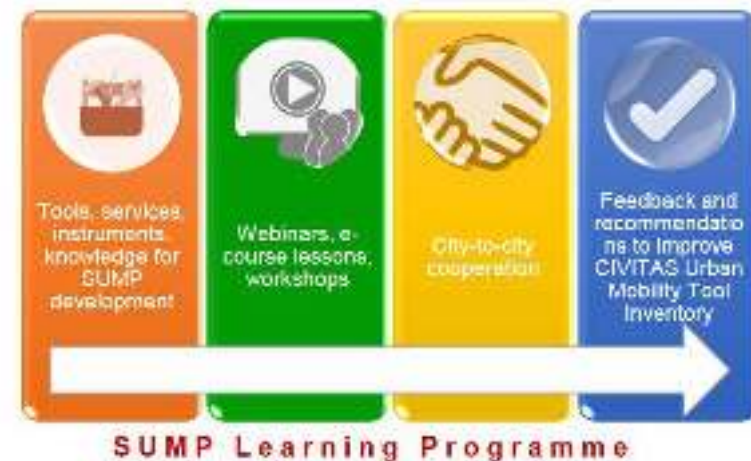 Tools, services,
instruments,
knowledge for
SUMP
development
Webinars, e-
course lessons,
workshops
City-to-city
cooperation
Feedback and
recommendatio
ns to improve
CIVITAS Urban
Mobility Tool
Inventory
SUMP Learning Programme